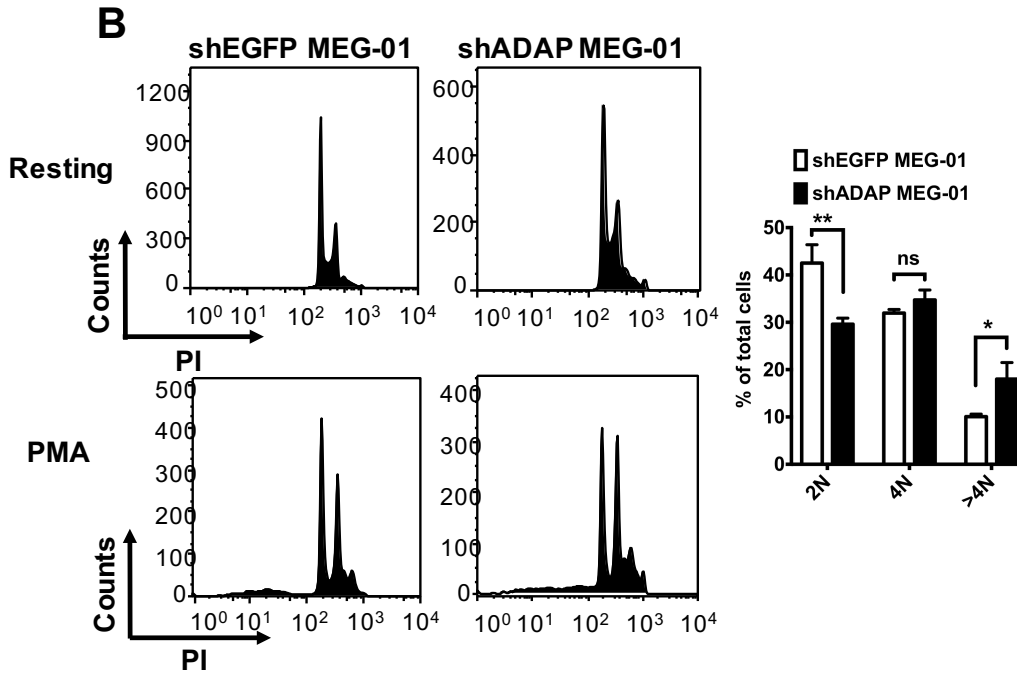 B
shEGFP MEG-01 shADAP MEG-01
Resting
Counts
1200
900
600
300
0
10⁰ 10¹ 10² 10³ 10⁴
PI
600
400
200
0
10⁰ 10¹ 10² 10³ 10⁴
PMA
Counts
500
400
300
200
100
0
10⁰ 10¹ 10² 10³ 10⁴
PI
400
300
200
100
0
10⁰ 10¹ 10² 10³ 10⁴
shEGFP MEG-01
shADAP MEG-01
% of total cells
50
40
30
20
10
0
** ns *
2N 4N >4N